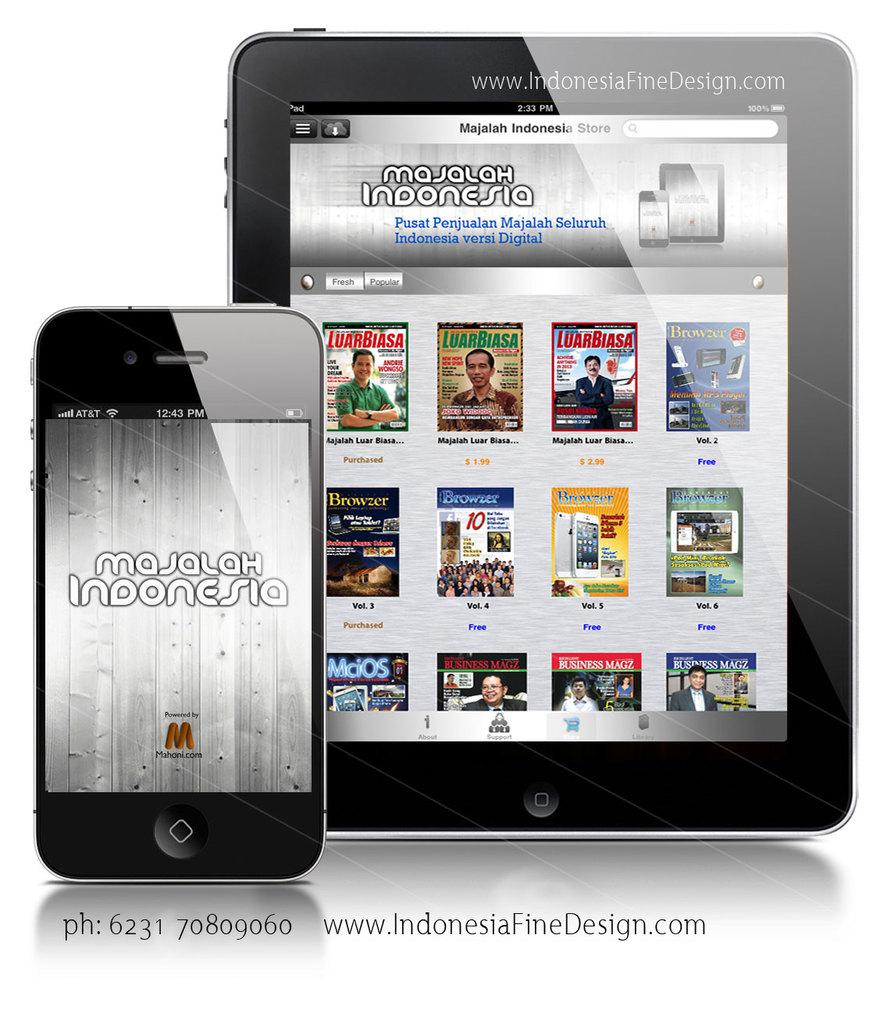 www.IndonesiaFineDesign.com
Pad 2:33 PM 100%
Majalah Indonesia Store
MAJALAH
INDONESIA
Pusat Penjualan Majalah Seluruh
Indonesia versi Digital
Fresh Popular
LUARBIASA LUARBIASA LUARBIASA Browzer
LIVE YOUR DREAM
ANDRIE WONGSO
JOKO WIDODO
Majalah Luar Biasa... Majalah Luar Biasa... Majalah Luar Biasa... Vol. 2
Purchased $ 1.99 $ 2.99 Free
Browzer Browzer Browzer Browzer
10
Vol. 3 Vol. 4 Vol. 5 Vol. 6
Purchased Free Free Free
McIOS BUSINESS MAGZ BUSINESS MAGZ BUSINESS MAGZ
About Support Library
AT&T 12:43 PM
MAJALAH
INDONESIA
Powered by
Mahoni.com
ph: 6231 70809060 www.IndonesiaFineDesign.com